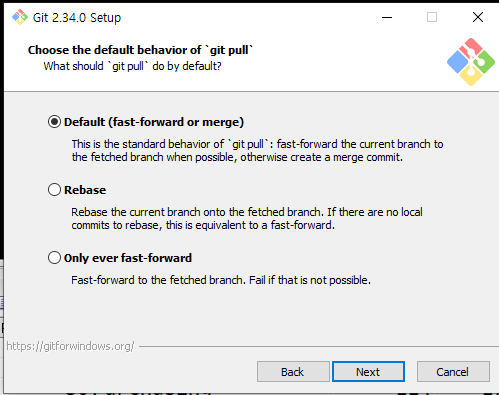 Git 2.34.0 Setup
Choose the default behavior of `git pull`
What should `git pull` do by default?
Default (fast-forward or merge)
This is the standard behavior of `git pull`: fast-forward the current branch to
the fetched branch when possible, otherwise create a merge commit.
Rebase
Rebase the current branch onto the fetched branch. If there are no local
commits to rebase, this is equivalent to a fast-forward.
Only ever fast-forward
Fast-forward to the fetched branch. Fail if that is not possible.
https://gitforwindows.org/
Back Next Cancel